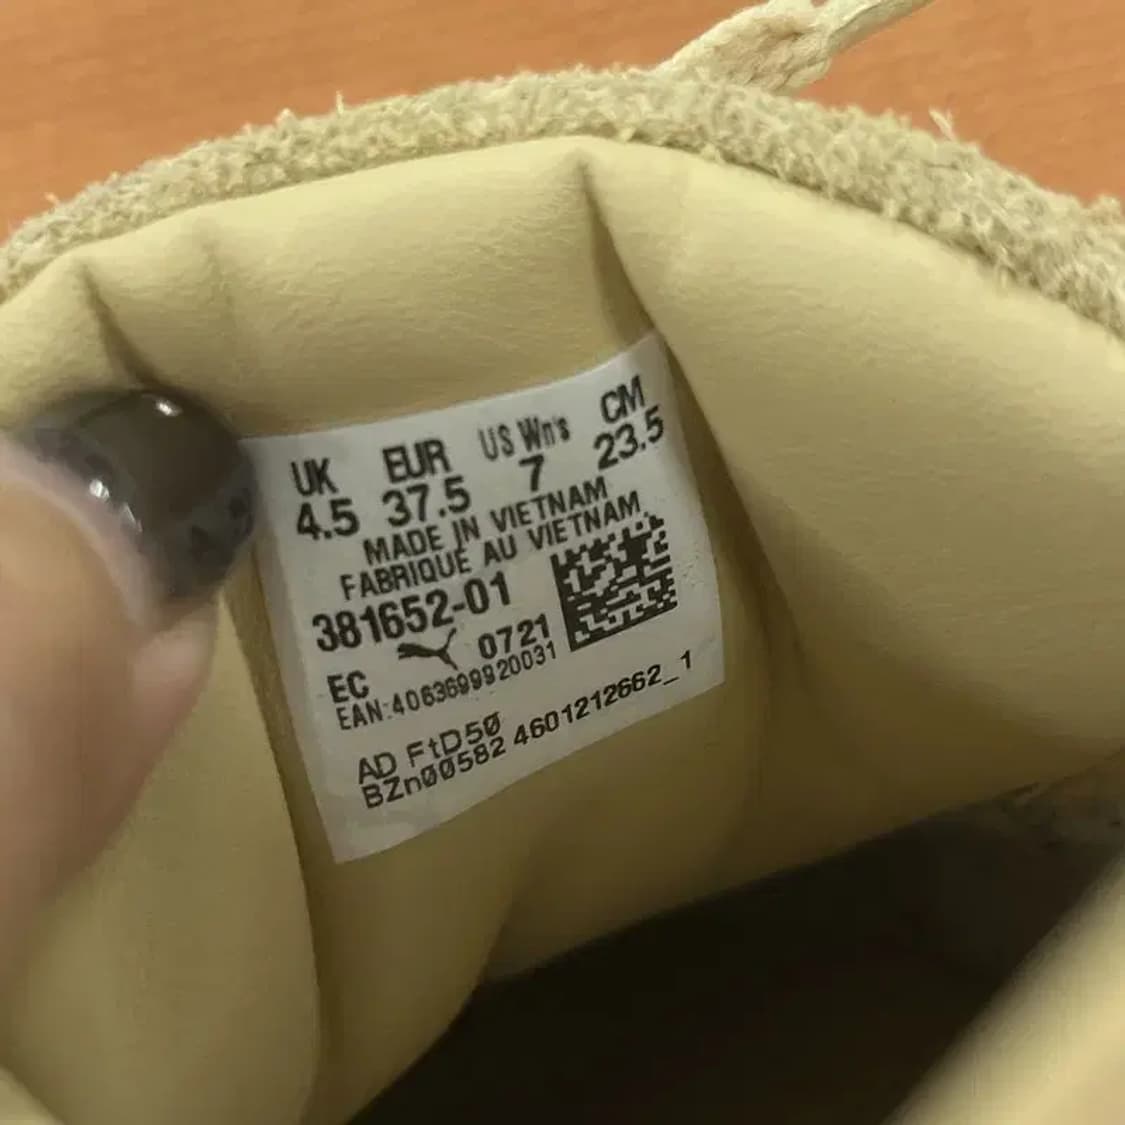 UK EUR US Wn's CM
4.5 37.5 7 23.5
MADE IN VIETNAM
FABRIQUE AU VIETNAM
381652-01
EC 0721
EAN:4063699920031
AD FtD50
BZn00582 4601212662_1